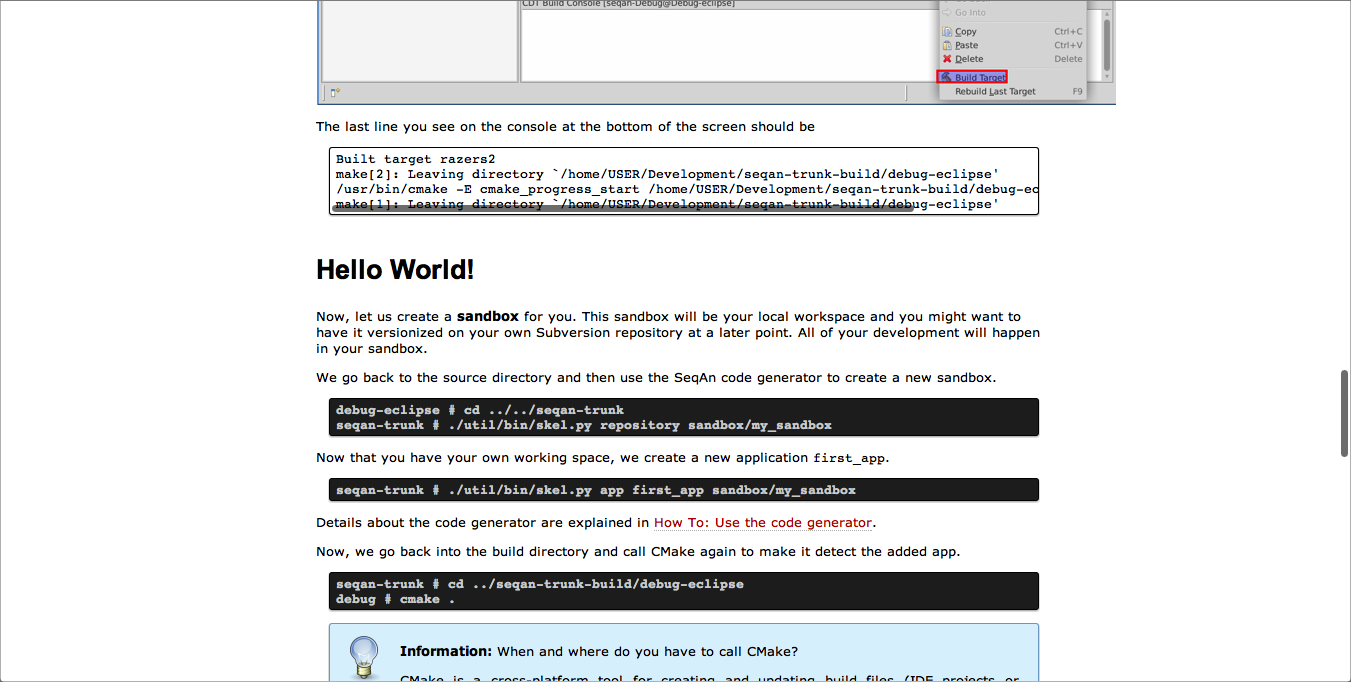 CDT Build Console [seqan-Debug@Debug-eclipse]
Go Into
Copy Ctrl+C
Paste Ctrl+V
Delete Delete
Build Target
Rebuild Last Target F9
The last line you see on the console at the bottom of the screen should be
Built target razers2
make[2]: Leaving directory `/home/USER/Development/seqan-trunk-build/debug-eclipse'
/usr/bin/cmake -E cmake_progress_start /home/USER/Development/seqan-trunk-build/debug-ec
make[1]: Leaving directory `/home/USER/Development/seqan-trunk-build/debug-eclipse'
Hello World!
Now, let us create a sandbox for you. This sandbox will be your local workspace and you might want to
have it versionized on your own Subversion repository at a later point. All of your development will happen
in your sandbox.
We go back to the source directory and then use the SeqAn code generator to create a new sandbox.
debug-eclipse # cd ../../seqan-trunk
seqan-trunk # ./util/bin/skel.py repository sandbox/my_sandbox
Now that you have your own working space, we create a new application first_app.
seqan-trunk # ./util/bin/skel.py app first_app sandbox/my_sandbox
Details about the code generator are explained in How To: Use the code generator.
Now, we go back into the build directory and call CMake again to make it detect the added app.
seqan-trunk # cd ../seqan-trunk-build/debug-eclipse
debug # cmake .
Information: When and where do you have to call CMake?
CMake is a cross-platform tool for creating and updating build files (IDE projects or